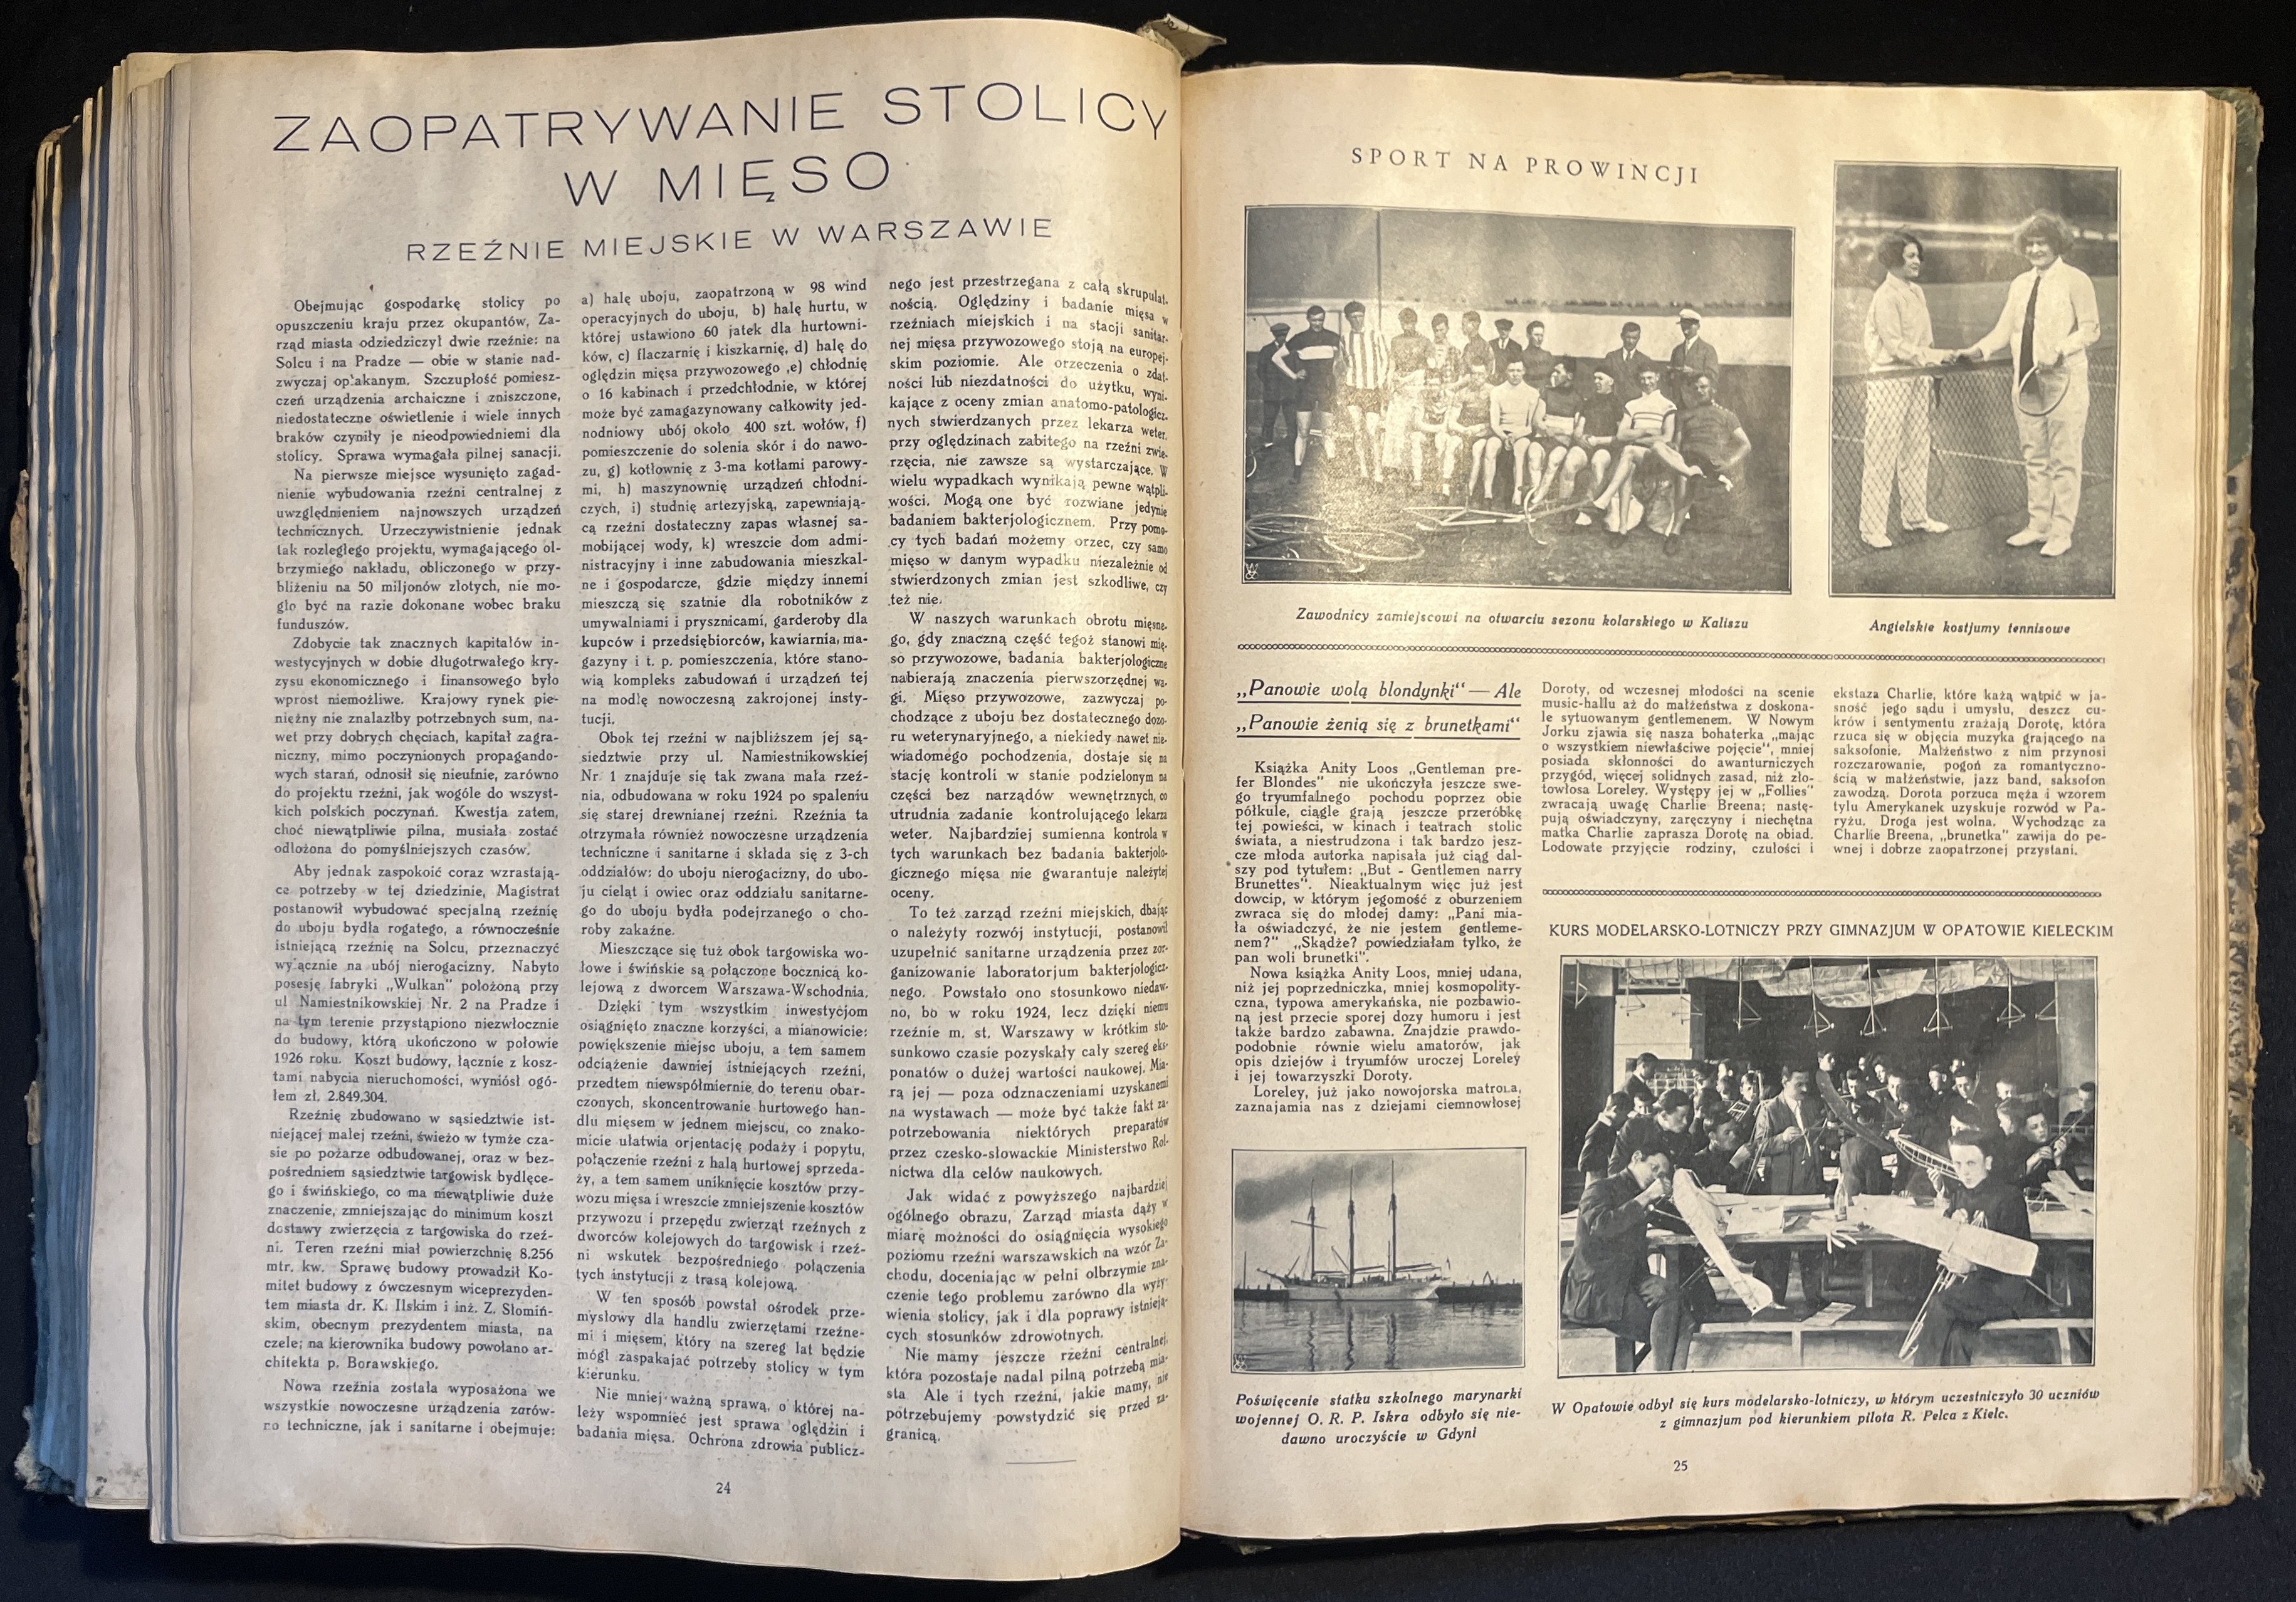 ZAOPATRYWANIE STOLICY
W MIĘSO
RZEŹNIE MIEJSKIE W WARSZAWIE
Obejmując gospodarkę stolicy po
opuszczeniu kraju przez okupantów, Za-
rząd miasta odziedziczył dwie rzeźnie: na
Solcu i na Pradze — obie w stanie nad-
zwyczaj opłakanym. Szczupłość pomiesz-
czeń urządzenia archaiczne i zniszczone,
niedostateczne oświetlenie i wiele innych
braków czyniły je nieodpowiedniemi dla
stolicy. Sprawa wymagała pilnej sanacji.
Na pierwsze miejsce wysunięto zagad-
nienie wybudowania rzeźni centralnej z
uwzględnieniem najnowszych urządzeń
technicznych. Urzeczywistnienie jednak
tak rozległego projektu, wymagającego ol-
brzymiego nakładu, obliczonego w przy-
bliżeniu na 50 miljonów złotych, nie mo-
gło być na razie dokonane wobec braku
funduszów.
Zdobycie tak znacznych kapitałów in-
westycyjnych w dobie długotrwałego kry-
zysu ekonomicznego i finansowego było
wprost niemożliwe. Krajowy rynek pie-
niężny nie znalazłby potrzebnych sum, na-
wet przy dobrych chęciach, kapitał zagra-
niczny, mimo poczynionych propagando-
wych starań, odnosił się nieufnie, zarówno
do projektu rzeźni, jak wogóle do wszyst-
kich polskich poczynań. Kwestja zatem,
choć niewątpliwie pilna, musiała zostać
odłożona do pomyślniejszych czasów.
Aby jednak zaspokoić coraz wzrastają-
ce potrzeby w tej dziedzinie, Magistrat
postanowił wybudować specjalną rzeźnię
do uboju bydła rogatego, a równocześnie
istniejącą rzeźnię na Solcu, przeznaczyć
wyłącznie na ubój nierogacizny. Nabyto
posesję fabryki „Wulkan" położoną przy
ul Namiestnikowskiej Nr. 2 na Pradze i
na tym terenie przystąpiono niezwłocznie
do budowy, którą ukończono w połowie
1926 roku. Koszt budowy, łącznie z kosz-
tami nabycia nieruchomości, wyniósł ogó-
łem zł. 2.849.304.
Rzeźnię zbudowano w sąsiedztwie ist-
niejącej małej rzeźni, świeżo w tymże cza-
sie po pożarze odbudowanej, oraz w bez-
pośredniem sąsiedztwie targowisk bydlęce-
go i świńskiego, co ma niewątpliwie duże
znaczenie, zmniejszając do minimum koszt
dostawy zwierzęcia z targowiska do rzeź-
ni. Teren rzeźni miał powierzchnię 8.256
mtr. kw. Sprawę budowy prowadził Ko-
mitet budowy z ówczesnym wiceprezyden-
tem miasta dr. K. Ilskim i inż. Z. Słomiń-
skim, obecnym prezydentem miasta, na
czele; na kierownika budowy powołano ar-
chitekta p. Borawskiego.
Nowa rzeźnia została wyposażona we
wszystkie nowoczesne urządzenia zarów-
no techniczne, jak i sanitarne i obejmuje:
a) halę uboju, zaopatrzoną w 98 wind
operacyjnych do uboju, b) halę hurtu, w
której ustawiono 60 jatek dla hurtowni-
ków, c) flaczarnię i kiszkarnię, d) halę do
oględzin mięsa przywozowego ,e) chłodnię
o 16 kabinach i przedchłodnie, w której
może być zamagazynowany całkowity jed-
nodniowy ubój około 400 szt. wołów, f)
pomieszczenie do solenia skór i do nawo-
zu, g) kotłownię z 3-ma kotłami parowy-
mi, h) maszynownię urządzeń chłodni-
czych, i) studnię artezyjską, zapewniają-
cą rzeźni dostateczny zapas własnej sa-
mobijącej wody, k) wreszcie dom admi-
nistracyjny i inne zabudowania mieszkal-
ne i gospodarcze, gdzie między innemi
mieszczą się szatnie dla robotników z
umywalniami i prysznicami, garderoby dla
kupców i przedsiębiorców, kawiarnia, ma-
gazyny i t. p. pomieszczenia, które stano-
wią kompleks zabudowań i urządzeń tej
na modłę nowoczesną zakrojonej insty-
tucji.
Obok tej rzeźni w najbliższem jej są-
siedztwie przy ul. Namiestnikowskiej
Nr. 1 znajduje się tak zwana mała rzeź-
nia, odbudowana w roku 1924 po spaleniu
się starej drewnianej rzeźni. Rzeźnia ta
otrzymała również nowoczesne urządzenia
techniczne i sanitarne i składa się z 3-ch
oddziałów: do uboju nierogacizny, do ubo-
ju cieląt i owiec oraz oddziału sanitarne-
go do uboju bydła podejrzanego o cho-
roby zakaźne.
Mieszczące się tuż obok targowiska wo-
łowe i świńskie są połączone bocznicą ko-
lejową z dworcem Warszawa-Wschodnia.
Dzięki tym wszystkim inwestycjom
osiągnięto znaczne korzyści, a mianowicie:
powiększenie miejsc uboju, a tem samem
odciążenie dawniej istniejących rzeźni,
przedtem niewspółmiernie do terenu obar-
czonych, skoncentrowanie hurtowego han-
dlu mięsem w jednem miejscu, co znako-
micie ułatwia orjentację podaży i popytu,
połączenie rzeźni z halą hurtowej sprzeda-
ży, a tem samem uniknięcie kosztów przy-
wozu mięsa i wreszcie zmniejszenie kosztów
przywozu i przepędu zwierząt rzeźnych z
dworców kolejowych do targowisk i rzeź-
ni wskutek bezpośredniego połączenia
tych instytucji z trasą kolejową.
W ten sposób powstał ośrodek prze-
mysłowy dla handlu zwierzętami rzeźne-
mi i mięsem, który na szereg lat będzie
mógł zaspakajać potrzeby stolicy w tym
kierunku.
Nie mniej ważną sprawą, o której na-
leży wspomnieć jest sprawa oględzin i
badania mięsa. Ochrona zdrowia publicz-
nego jest przestrzegana z całą skrupulat-
nością. Oględziny i badanie mięsa w
rzeźniach miejskich i na stacji sanitar-
nej mięsa przywozowego stoją na europej-
skim poziomie. Ale orzeczenia o zdat-
ności lub niezdatności do użytku, wyni-
kające z oceny zmian anatomo-patologicz-
nych stwierdzanych przez lekarza weter.
przy oględzinach zabitego na rzeźni zwie-
rzęcia, nie zawsze są wystarczające. W
wielu wypadkach wynikają pewne wątpli-
wości. Mogą one być rozwiane jedynie
badaniem bakterjologicznem. Przy pomo-
cy tych badań możemy orzec, czy samo
mięso w danym wypadku niezależnie od
stwierdzonych zmian jest szkodliwe, czy
też nie.
W naszych warunkach obrotu mięsne-
go, gdy znaczną część tegoż stanowi mię-
so przywozowe, badania bakterjologiczne
nabierają znaczenia pierwszorzędnej wa-
gi. Mięso przywozowe, zazwyczaj po-
chodzące z uboju bez dostatecznego dozo-
ru weterynaryjnego, a niekiedy nawet nie-
wiadomego pochodzenia, dostaje się na
stację kontroli w stanie podzielonym na
części bez narządów wewnętrznych, co
utrudnia zadanie kontrolującego lekarza
weter. Najbardziej sumienna kontrola w
tych warunkach bez badania bakterjolo-
gicznego mięsa nie gwarantuje należytej
oceny.
To też zarząd rzeźni miejskich, dbając
o należyty rozwój instytucji, postanowił
uzupełnić sanitarne urządzenia przez zor-
ganizowanie laboratorjum bakterjologicz-
nego. Powstało ono stosunkowo niedaw-
no, bo w roku 1924, lecz dzięki niemu
rzeźnie m. st. Warszawy w krótkim sto-
sunkowo czasie pozyskały cały szereg eks-
ponatów o dużej wartości naukowej. Mia-
rą jej — poza odznaczeniami uzyskanemi
na wystawach — może być także fakt za-
potrzebowania niektórych preparatów
przez czesko-słowackie Ministerstwo Rol-
nictwa dla celów naukowych.
Jak widać z powyższego najbardziej
ogólnego obrazu, Zarząd miasta dąży w
miarę możności do osiągnięcia wysokiego
poziomu rzeźni warszawskich na wzór Za-
chodu, doceniając w pełni olbrzymie zna-
czenie tego problemu zarówno dla wyży-
wienia stolicy, jak i dla poprawy istnieją-
cych stosunków zdrowotnych.
Nie mamy jeszcze rzeźni centralnej,
która pozostaje nadal pilną potrzebą mia-
sta. Ale i tych rzeźni, jakie mamy, nie
potrzebujemy powstydzić się przed za-
granicą.
24
SPORT NA PROWINCJI
Zawodnicy zamiejscowi na otwarciu sezonu kolarskiego w Kaliszu
Angielskie kostjumy tennisowe
„Panowie wolą blondynki" — Ale
„Panowie żenią się z brunetkami"
Książka Anity Loos „Gentleman pre-
fer Blondes" nie ukończyła jeszcze swe-
go tryumfalnego pochodu poprzez obie
półkule, ciągle grają jeszcze przeróbkę
tej powieści, w kinach i teatrach stolic
świata, a niestrudzona i tak bardzo jesz-
cze młoda autorka napisała już ciąg dal-
szy pod tytułem: „But - Gentlemen narry
Brunettes". Nieaktualnym więc już jest
dowcip, w którym jegomość z oburzeniem
zwraca się do młodej damy: „Pani mia-
ła oświadczyć, że nie jestem gentleme-
nem?" „Skądże? powiedziałam tylko, że
pan woli brunetki".
Nowa książka Anity Loos, mniej udana,
niż jej poprzedniczka, mniej kosmopolity-
czna, typowa amerykańska, nie pozbawio-
ną jest przecie sporej dozy humoru i jest
także bardzo zabawna. Znajdzie prawdo-
podobnie równie wielu amatorów, jak
opis dziejów i tryumfów uroczej Loreley
i jej towarzyszki Doroty.
Loreley, już jako nowojorska matrona,
zaznajamia nas z dziejami ciemnowłosej
Doroty, od wczesnej młodości na scenie
music-hallu aż do małżeństwa z doskona-
le sytuowanym gentlemenem. W Nowym
Jorku zjawia się nasza bohaterka „mając
o wszystkiem niewłaściwe pojęcie", mniej
posiada skłonności do awanturniczych
przygód, więcej solidnych zasad, niż zło-
towłosa Loreley. Występy jej w „Follies"
zwracają uwagę Charlie Breena; nastę-
pują oświadczyny, zaręczyny i niechętna
matka Charlie zaprasza Dorotę na obiad.
Lodowate przyjęcie rodziny, czułości i
ekstaza Charlie, które każą wątpić w ja-
sność jego sądu i umysłu, deszcz cu-
krów i sentymentu zrażają Dorotę, która
rzuca się w objęcia muzyka grającego na
saksofonie. Małżeństwo z nim przynosi
rozczarowanie, pogoń za romantyczno-
ścią w małżeństwie, jazz band, saksofon
zawodzą. Dorota porzuca męża i wzorem
tylu Amerykanek uzyskuje rozwód w Pa-
ryżu. Droga jest wolna. Wychodząc za
Charlie Breena, „brunetka" zawija do pe-
wnej i dobrze zaopatrzonej przystani.
KURS MODELARSKO-LOTNICZY PRZY GIMNAZJUM W OPATOWIE KIELECKIM
Poświęcenie statku szkolnego marynarki
wojennej O. R. P. Iskra odbyło się nie-
dawno uroczyście w Gdyni
W Opatowie odbył się kurs modelarsko-lotniczy, w którym uczestniczyło 30 uczniów
z gimnazjum pod kierunkiem pilota R. Pelca z Kielc.
25